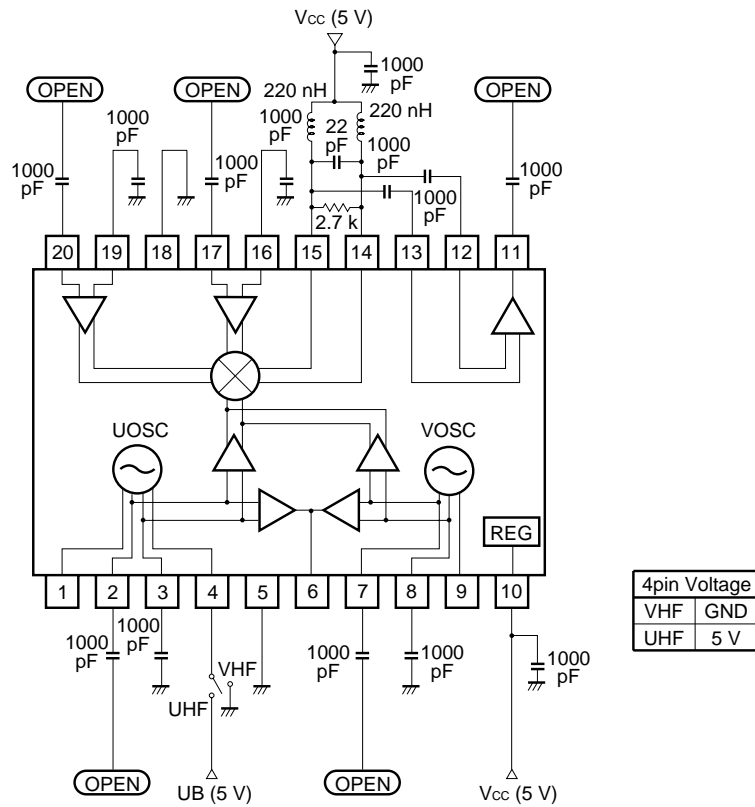 VCC (5 V)
1000
pF
OPEN
OPEN
OPEN
220 nH
220 nH
1000
pF
22
pF
1000
pF
1000
pF
1000
pF
1000
pF
1000
pF
1000
pF
1000
pF
2.7 k
20
19
18
17
16
15
14
13
12
11
UOSC
VOSC
REG
1
2
3
4
5
6
7
8
9
10
1000
pF
1000
pF
VHF
UHF
1000
pF
1000
pF
1000
pF
OPEN
UB (5 V)
OPEN
VCC (5 V)
4pin Voltage
VHF GND
UHF 5 V